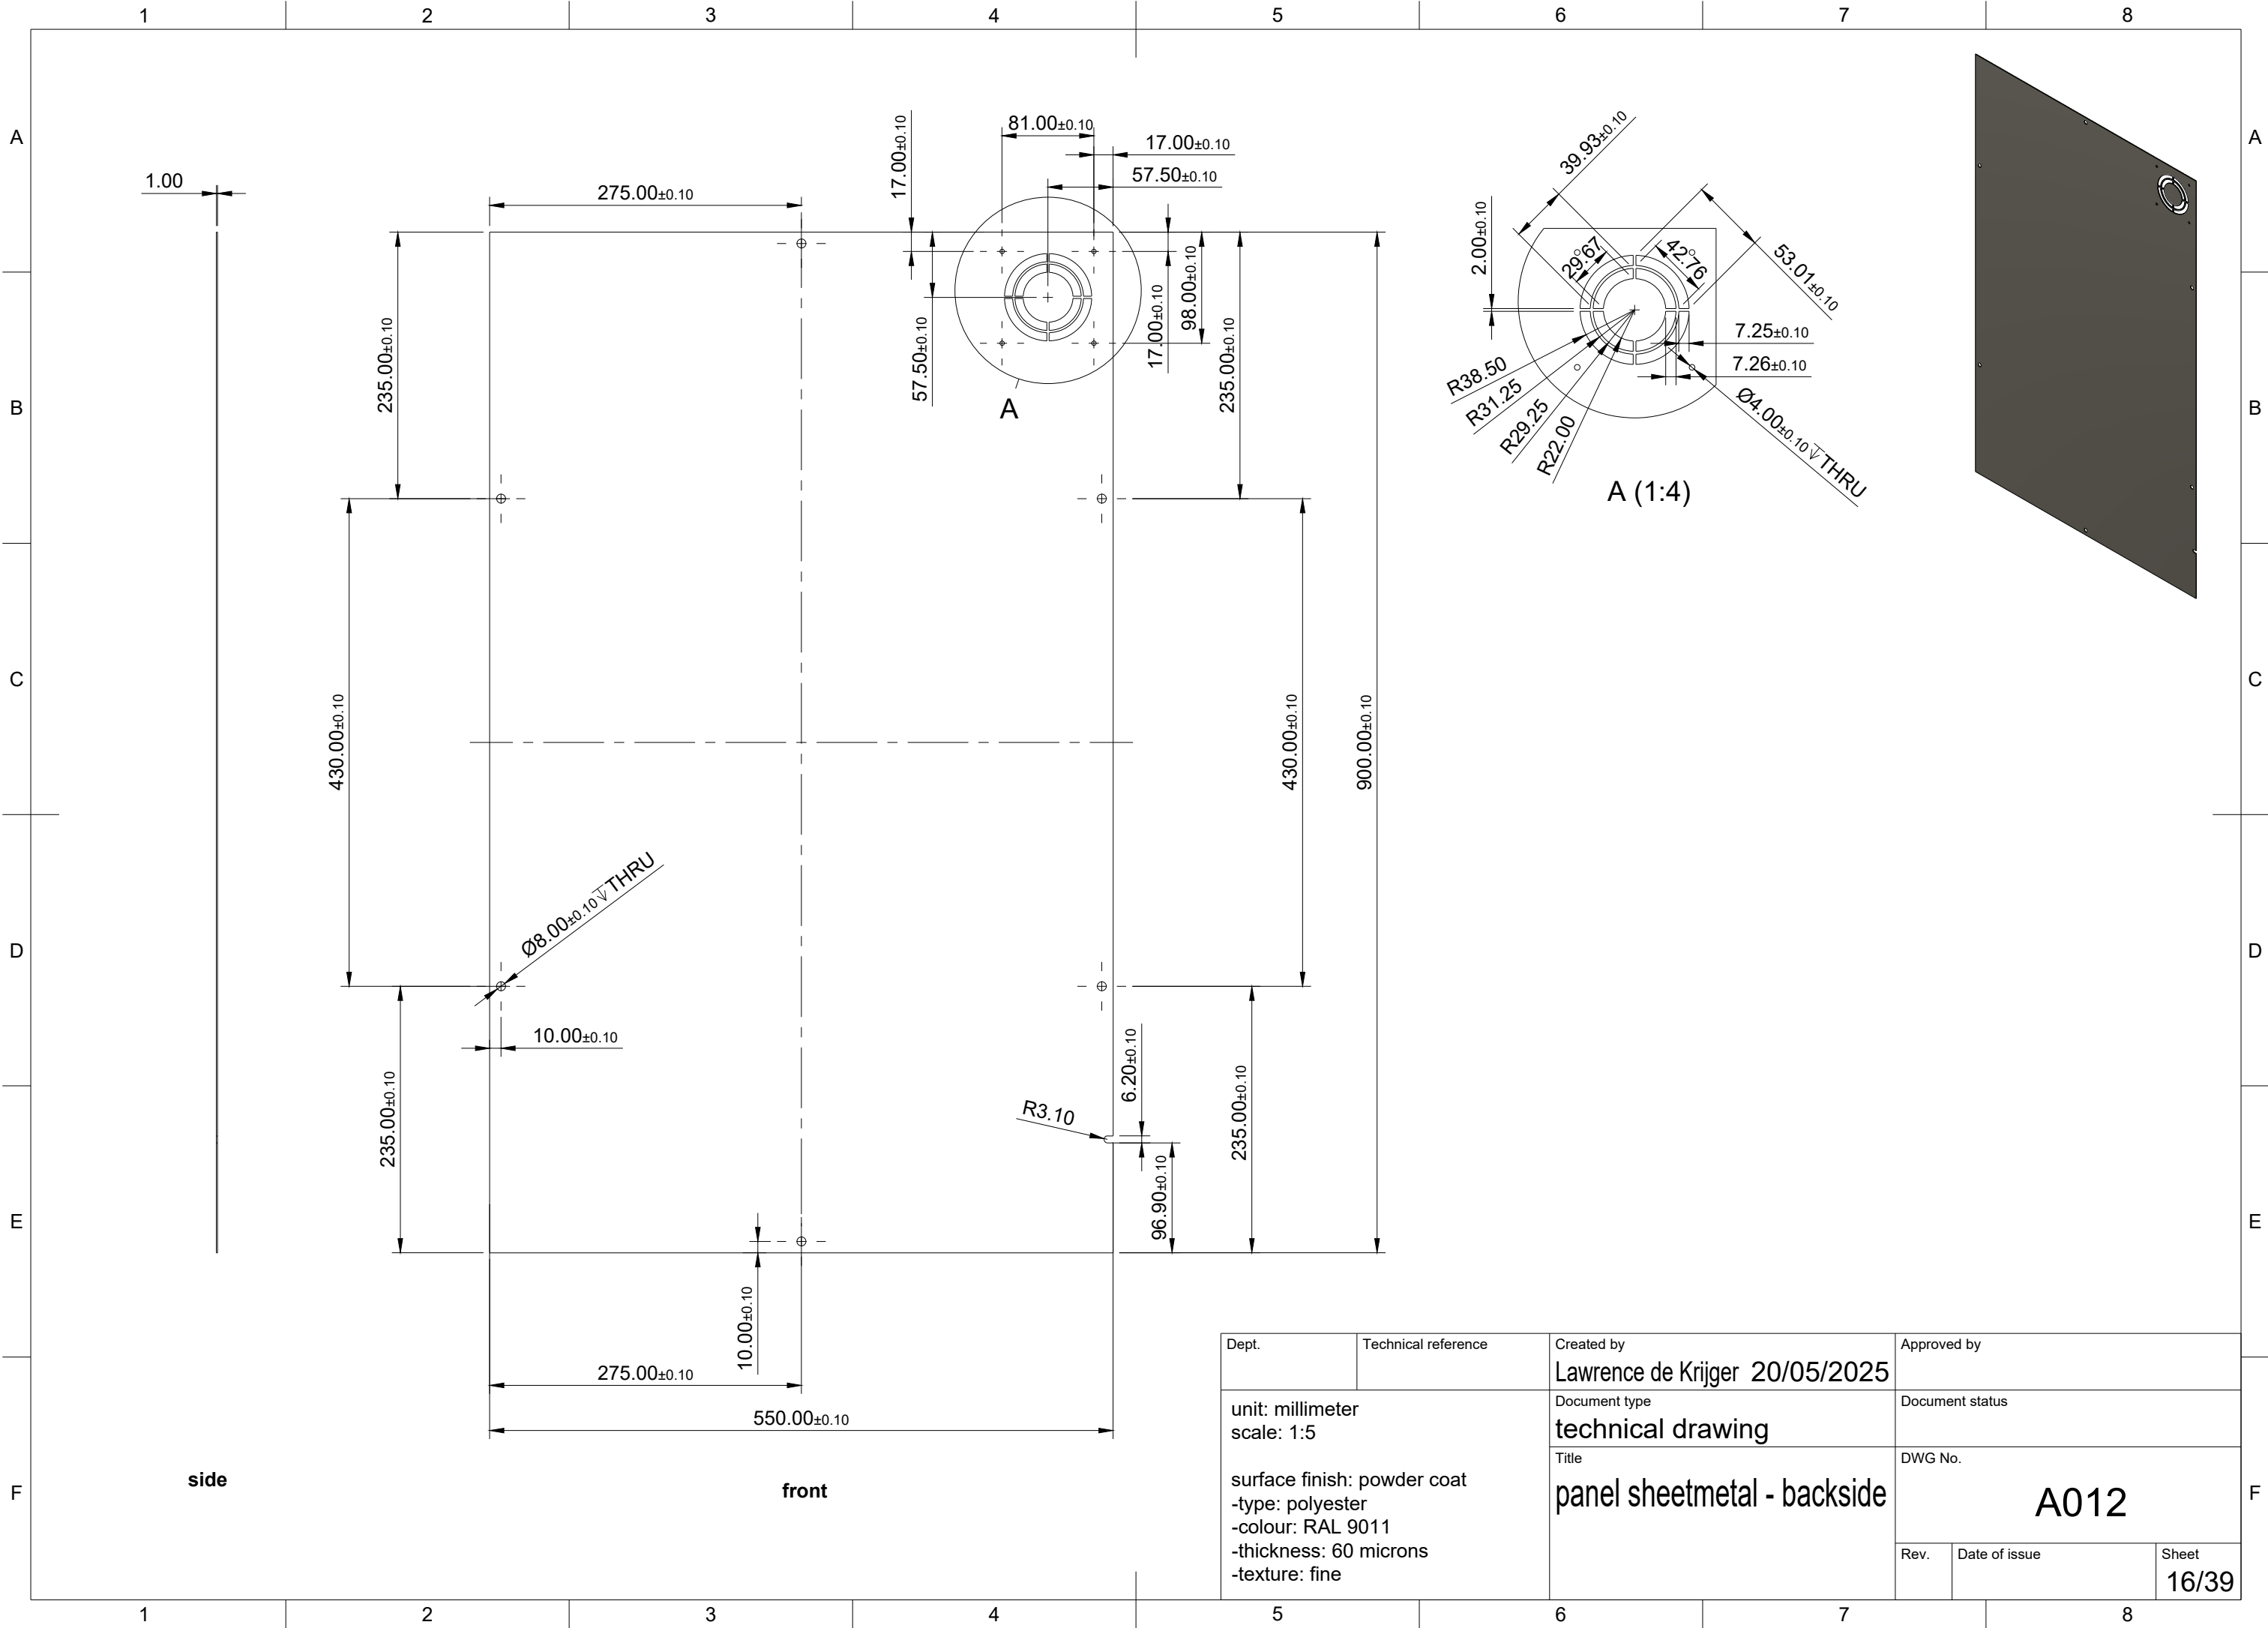 1 2 3 4 5 6 7 8
A A
B B
C C
D D
E E
F F
1.00
275.00±0.10
17.00±0.10
81.00±0.10
17.00±0.10
57.50±0.10
235.00±0.10
57.50±0.10
17.00±0.10
98.00±0.10
235.00±0.10
A
430.00±0.10
430.00±0.10
900.00±0.10
Ø8.00±0.10↧THRU
10.00±0.10
235.00±0.10
R3.10
6.20±0.10
96.90±0.10
235.00±0.10
10.00±0.10
275.00±0.10
550.00±0.10
side
front
39.93±0.10
2.00±0.10
29.67
42.76
53.01±0.10
7.25±0.10
7.26±0.10
R38.50
R31.25
R29.25
R22.00
Ø4.00±0.10↧THRU
A (1:4)
Dept.
Technical reference
Created by
Lawrence de Krijger 20/05/2025
Approved by
unit: millimeter
scale: 1:5
surface finish: powder coat
-type: polyester
-colour: RAL 9011
-thickness: 60 microns
-texture: fine
Document type
technical drawing
Document status
Title
panel sheetmetal - backside
DWG No.
A012
Rev.
Date of issue
Sheet
16/39
1 2 3 4 5 6 7 8